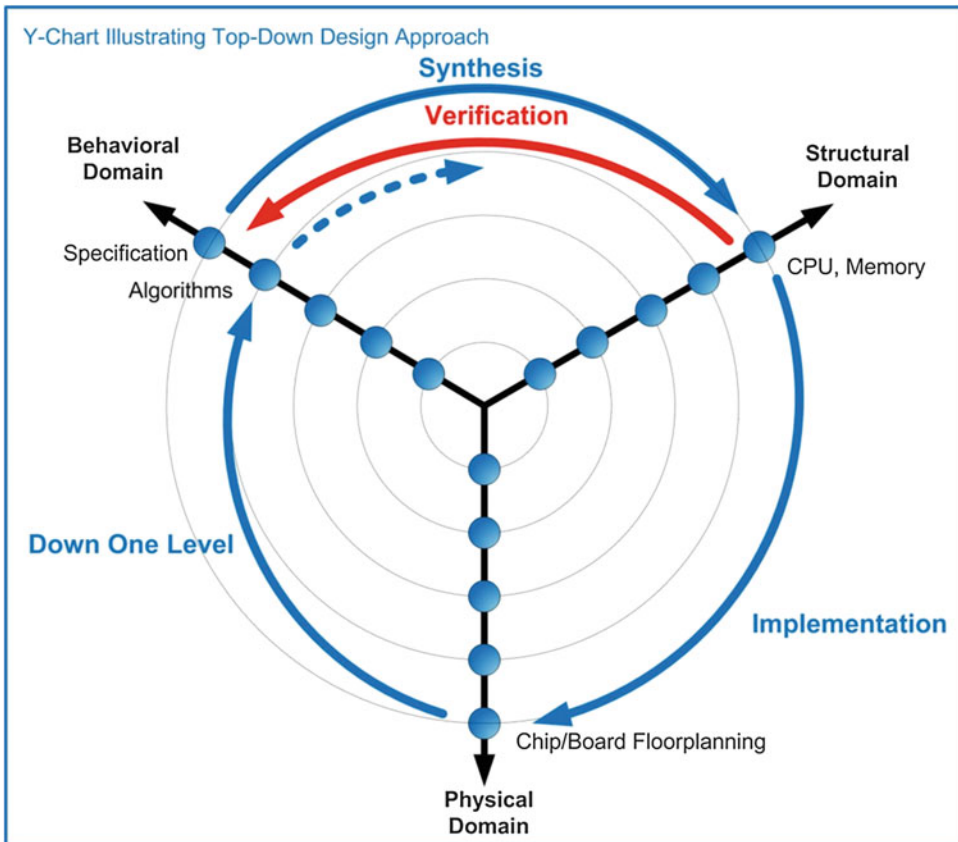 Y-Chart Illustrating Top-Down Design Approach
Synthesis
Verification
Behavioral
Domain
Structural
Domain
Specification
Algorithms
CPU, Memory
Down One Level
Implementation
Chip/Board Floorplanning
Physical
Domain